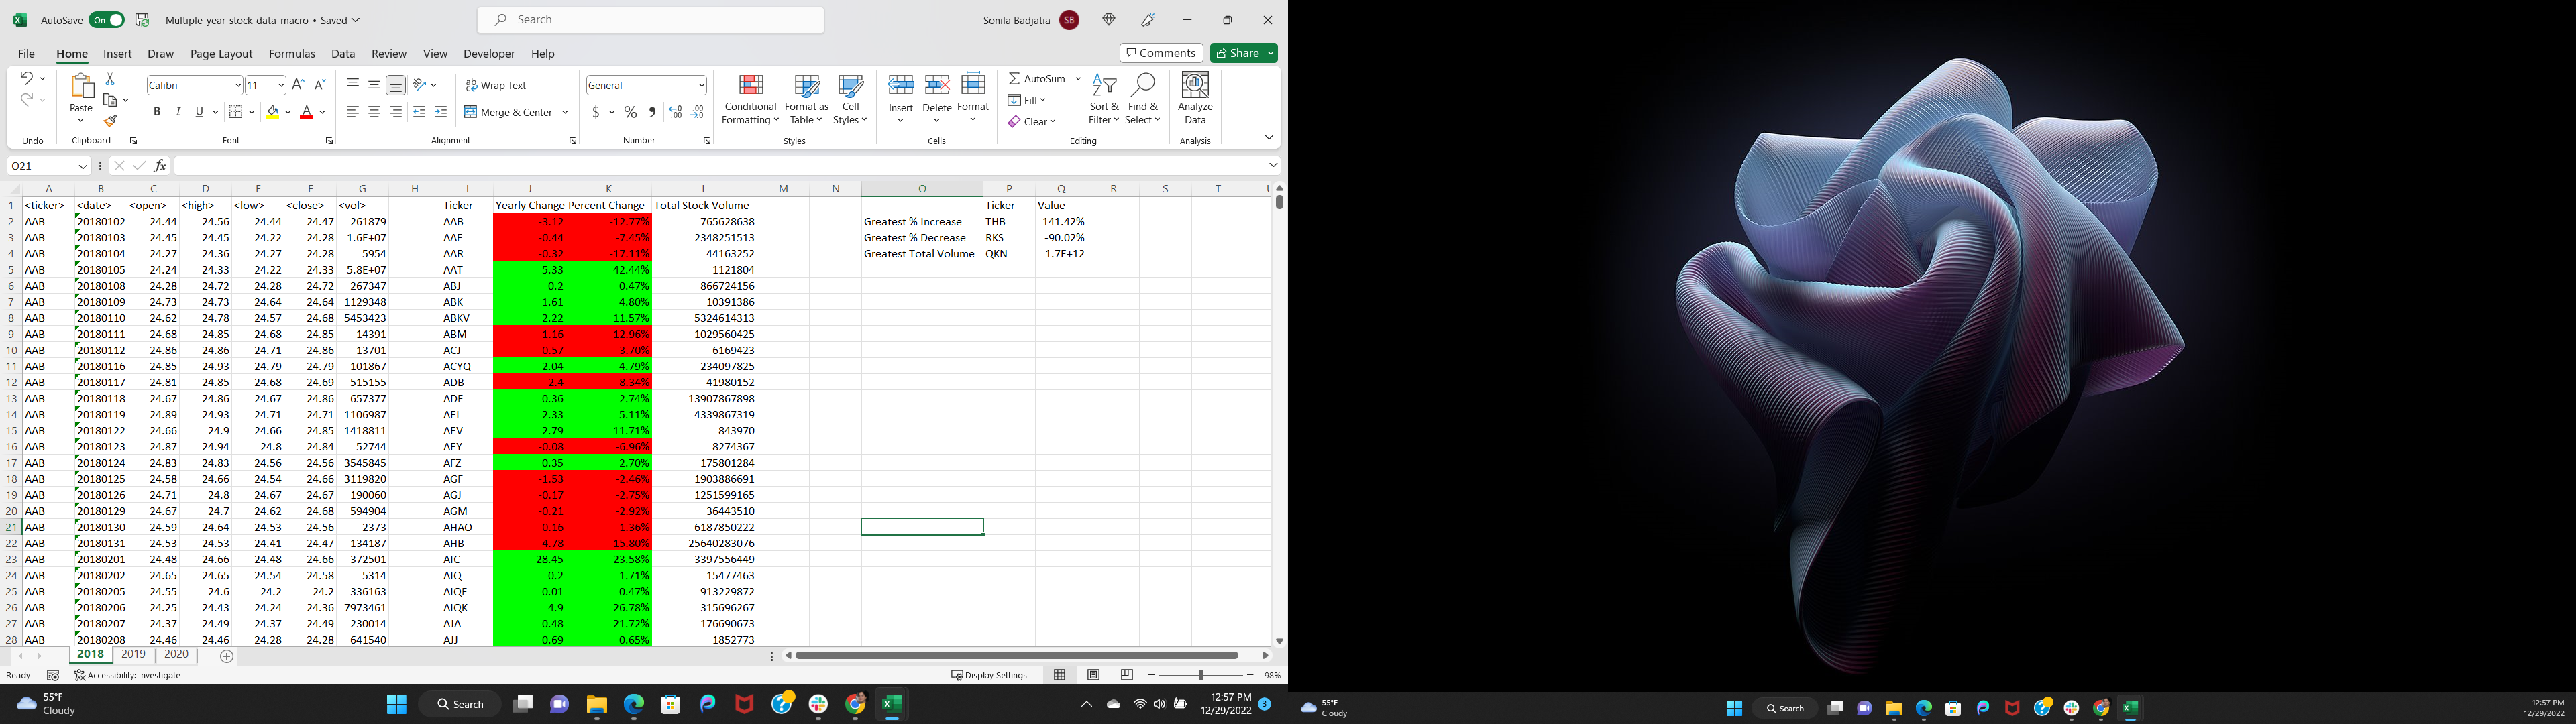 AutoSave On Multiple_year_stock_data_macro • Saved Search Sonila Badjatia SB
File Home Insert Draw Page Layout Formulas Data Review View Developer Help Comments Share
Calibri 11 Wrap Text General AutoSum
Paste Conditional Formatting Format as Table Cell Styles Insert Delete Format Fill Sort & Filter Find & Select Analyze Data
B I U Merge & Center $ % Clear
Undo Clipboard Font Alignment Number Styles Cells Editing Analysis
O21 fx
A B C D E F G H I J K L M N O P Q R S T
1 <ticker> <date> <open> <high> <low> <close> <vol> Ticker Yearly Change Percent Change Total Stock Volume Ticker Value
2 AAB 20180102 24.44 24.56 24.44 24.47 261879 AAB -3.12 -12.77% 765628638 Greatest % Increase THB 141.42%
3 AAB 20180103 24.45 24.45 24.22 24.28 1.6E+07 AAF -0.44 -7.45% 2348251513 Greatest % Decrease RKS -90.02%
4 AAB 20180104 24.27 24.36 24.27 24.28 5954 AAR -0.32 -17.11% 44163252 Greatest Total Volume QKN 1.7E+12
5 AAB 20180105 24.24 24.33 24.22 24.33 5.8E+07 AAT 5.33 42.44% 1121804
6 AAB 20180108 24.28 24.72 24.28 24.72 267347 ABJ 0.2 0.47% 866724156
7 AAB 20180109 24.73 24.73 24.64 24.64 1129348 ABK 1.61 4.80% 10391386
8 AAB 20180110 24.62 24.78 24.57 24.68 5453423 ABKV 2.22 11.57% 5324614313
9 AAB 20180111 24.68 24.85 24.68 24.85 14391 ABM -1.16 -12.96% 1029560425
10 AAB 20180112 24.86 24.86 24.71 24.86 13701 ACJ -0.57 -3.70% 6169423
11 AAB 20180116 24.85 24.93 24.79 24.79 101867 ACYQ 2.04 4.79% 234097825
12 AAB 20180117 24.81 24.85 24.68 24.69 515155 ADB -2.4 -8.34% 41980152
13 AAB 20180118 24.67 24.86 24.67 24.86 657377 ADF 0.36 2.74% 13907867898
14 AAB 20180119 24.89 24.93 24.71 24.71 1106987 AEL 2.33 5.11% 4339867319
15 AAB 20180122 24.66 24.9 24.66 24.85 1418811 AEV 2.79 11.71% 843970
16 AAB 20180123 24.87 24.94 24.8 24.84 52744 AEY -0.08 -6.96% 8274367
17 AAB 20180124 24.83 24.83 24.56 24.56 3545845 AFZ 0.35 2.70% 175801284
18 AAB 20180125 24.58 24.66 24.54 24.66 3119820 AGF -1.53 -2.46% 1903886691
19 AAB 20180126 24.71 24.8 24.67 24.67 190060 AGJ -0.17 -2.75% 1251599165
20 AAB 20180129 24.67 24.7 24.62 24.68 594904 AGM -0.21 -2.92% 36443510
21 AAB 20180130 24.59 24.64 24.53 24.56 2373 AHAO -0.16 -1.36% 6187850222
22 AAB 20180131 24.53 24.53 24.41 24.47 134187 AHB -4.78 -15.80% 25640283076
23 AAB 20180201 24.48 24.66 24.48 24.66 372501 AIC 28.45 23.58% 3397556449
24 AAB 20180202 24.65 24.65 24.54 24.58 5314 AIQ 0.2 1.71% 15477463
25 AAB 20180205 24.55 24.6 24.2 24.2 336163 AIQF 0.01 0.47% 913229872
26 AAB 20180206 24.25 24.43 24.24 24.36 7973461 AIQK 4.9 26.78% 315696267
27 AAB 20180207 24.37 24.49 24.37 24.49 230014 AJA 0.48 21.72% 176690673
28 AAB 20180208 24.46 24.46 24.28 24.28 641540 AJJ 0.69 0.65% 1852773
2018 2019 2020
Ready Accessibility: Investigate Display Settings 98%
55°F Cloudy Search 12:57 PM 12/29/2022 3
55°F Cloudy Search 12:57 PM 12/29/2022